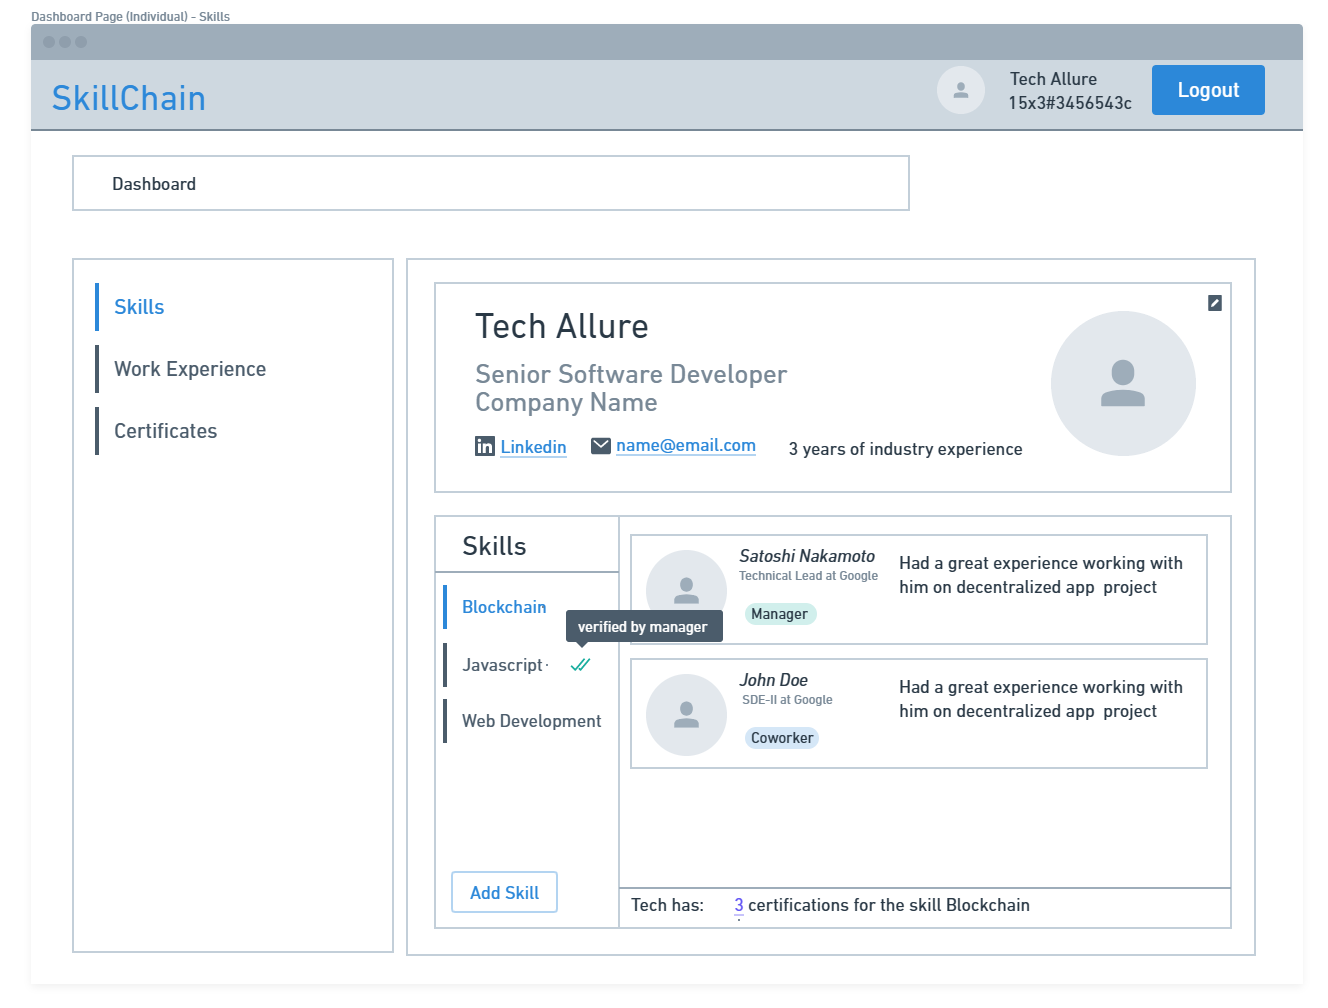 Dashboard Page (Individual) - Skills
SkillChain
Tech Allure
15x3#3456543c
Logout
Dashboard
Skills
Work Experience
Certificates
Tech Allure
Senior Software Developer
Company Name
Linkedin
name@email.com
3 years of industry experience
Skills
Blockchain
verified by manager
Javascript
Web Development
Add Skill
Satoshi Nakamoto
Technical Lead at Google
Manager
Had a great experience working with
him on decentralized app project
John Doe
SDE-II at Google
Coworker
Had a great experience working with
him on decentralized app project
Tech has: 3 certifications for the skill Blockchain